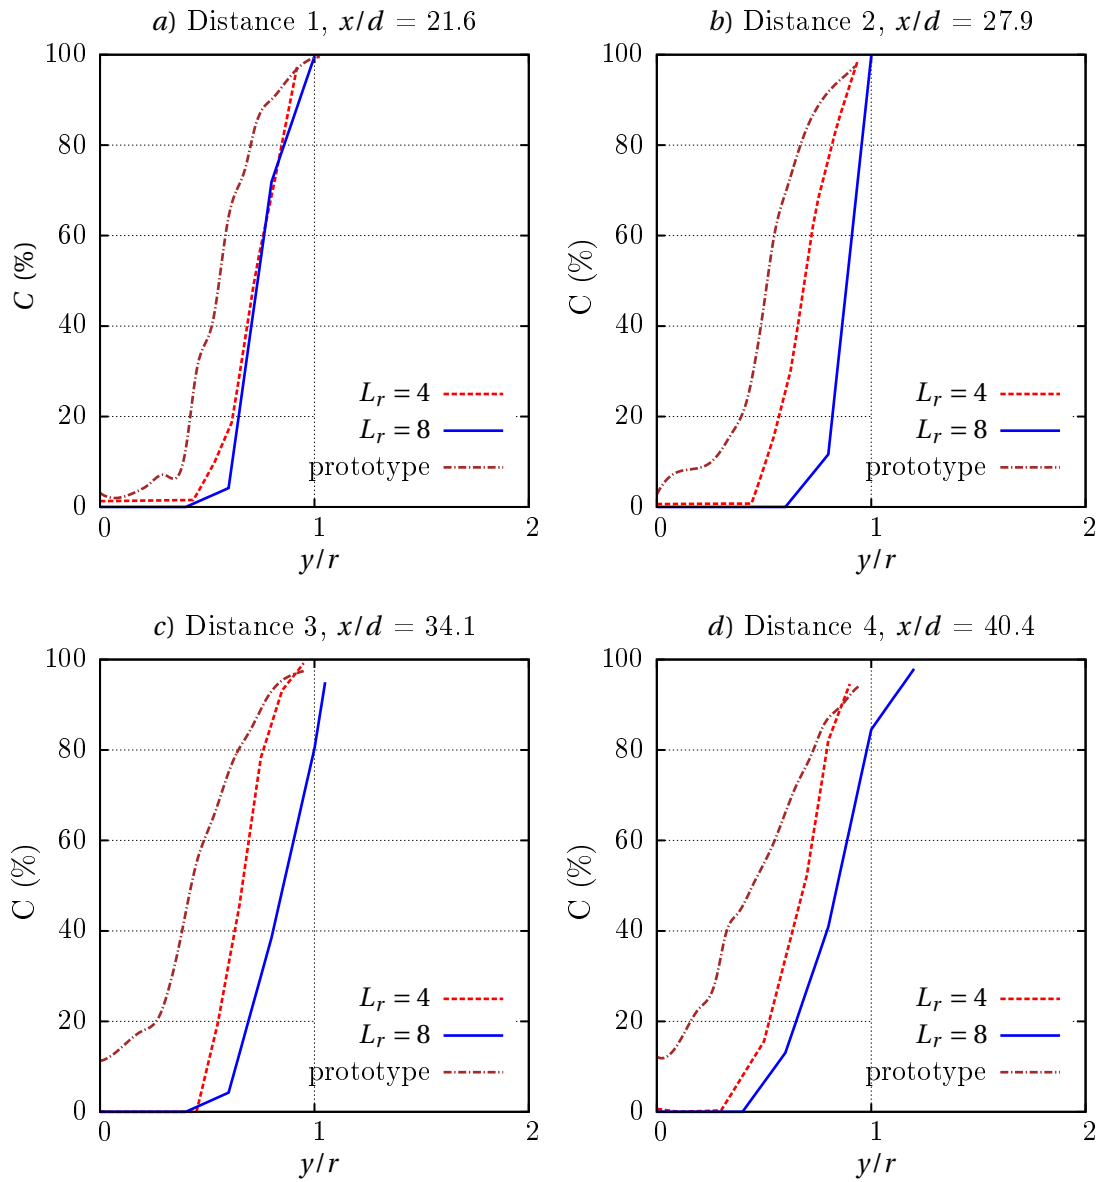 a) Distance 1, x/d = 21.6
100
80
60
40
20
0
C (%)
0 1 2
y/r
L_r = 4
L_r = 8
prototype
b) Distance 2, x/d = 27.9
100
80
60
40
20
0
C (%)
0 1 2
y/r
L_r = 4
L_r = 8
prototype
c) Distance 3, x/d = 34.1
100
80
60
40
20
0
C (%)
0 1 2
y/r
L_r = 4
L_r = 8
prototype
d) Distance 4, x/d = 40.4
100
80
60
40
20
0
C (%)
0 1 2
y/r
L_r = 4
L_r = 8
prototype